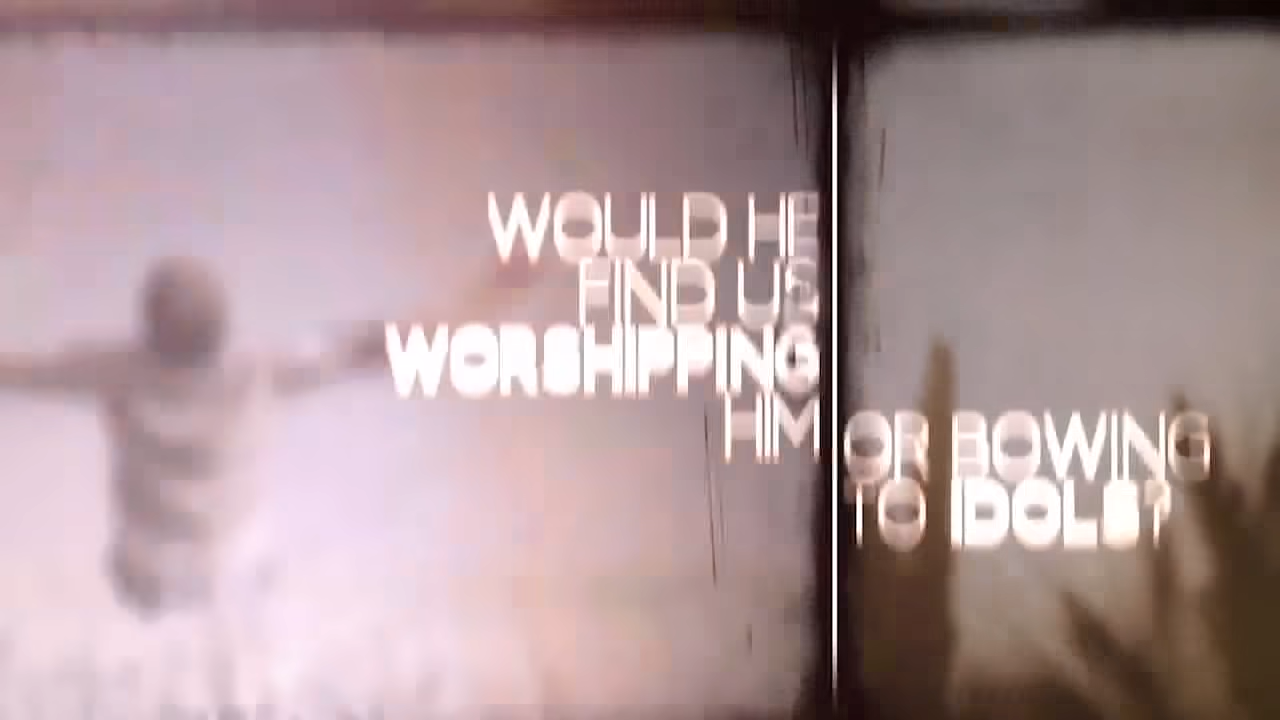 WOULD HE
FIND US
WORSHIPPING
HIM
OR BOWING
TO IDOLS?